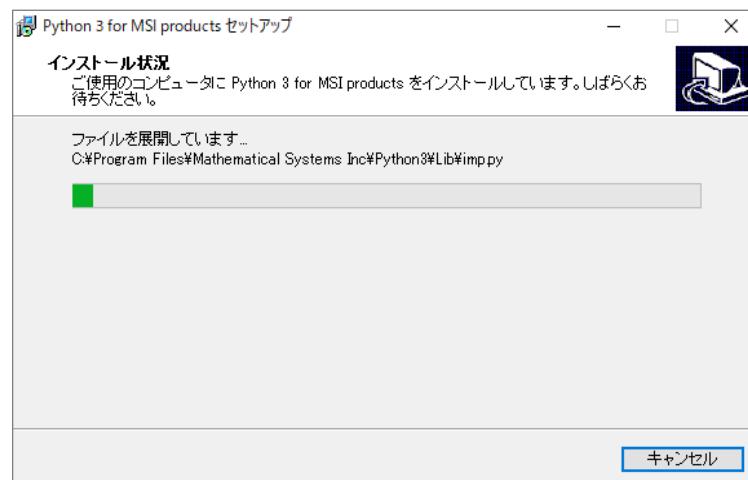 Python 3 for MSI products セットアップ
インストール状況
ご使用のコンピュータに Python 3 for MSI products をインストールしています。しばらくお
待ちください。
ファイルを展開しています...
C:¥Program Files¥Mathematical Systems Inc¥Python3¥Lib¥imp.py
キャンセル